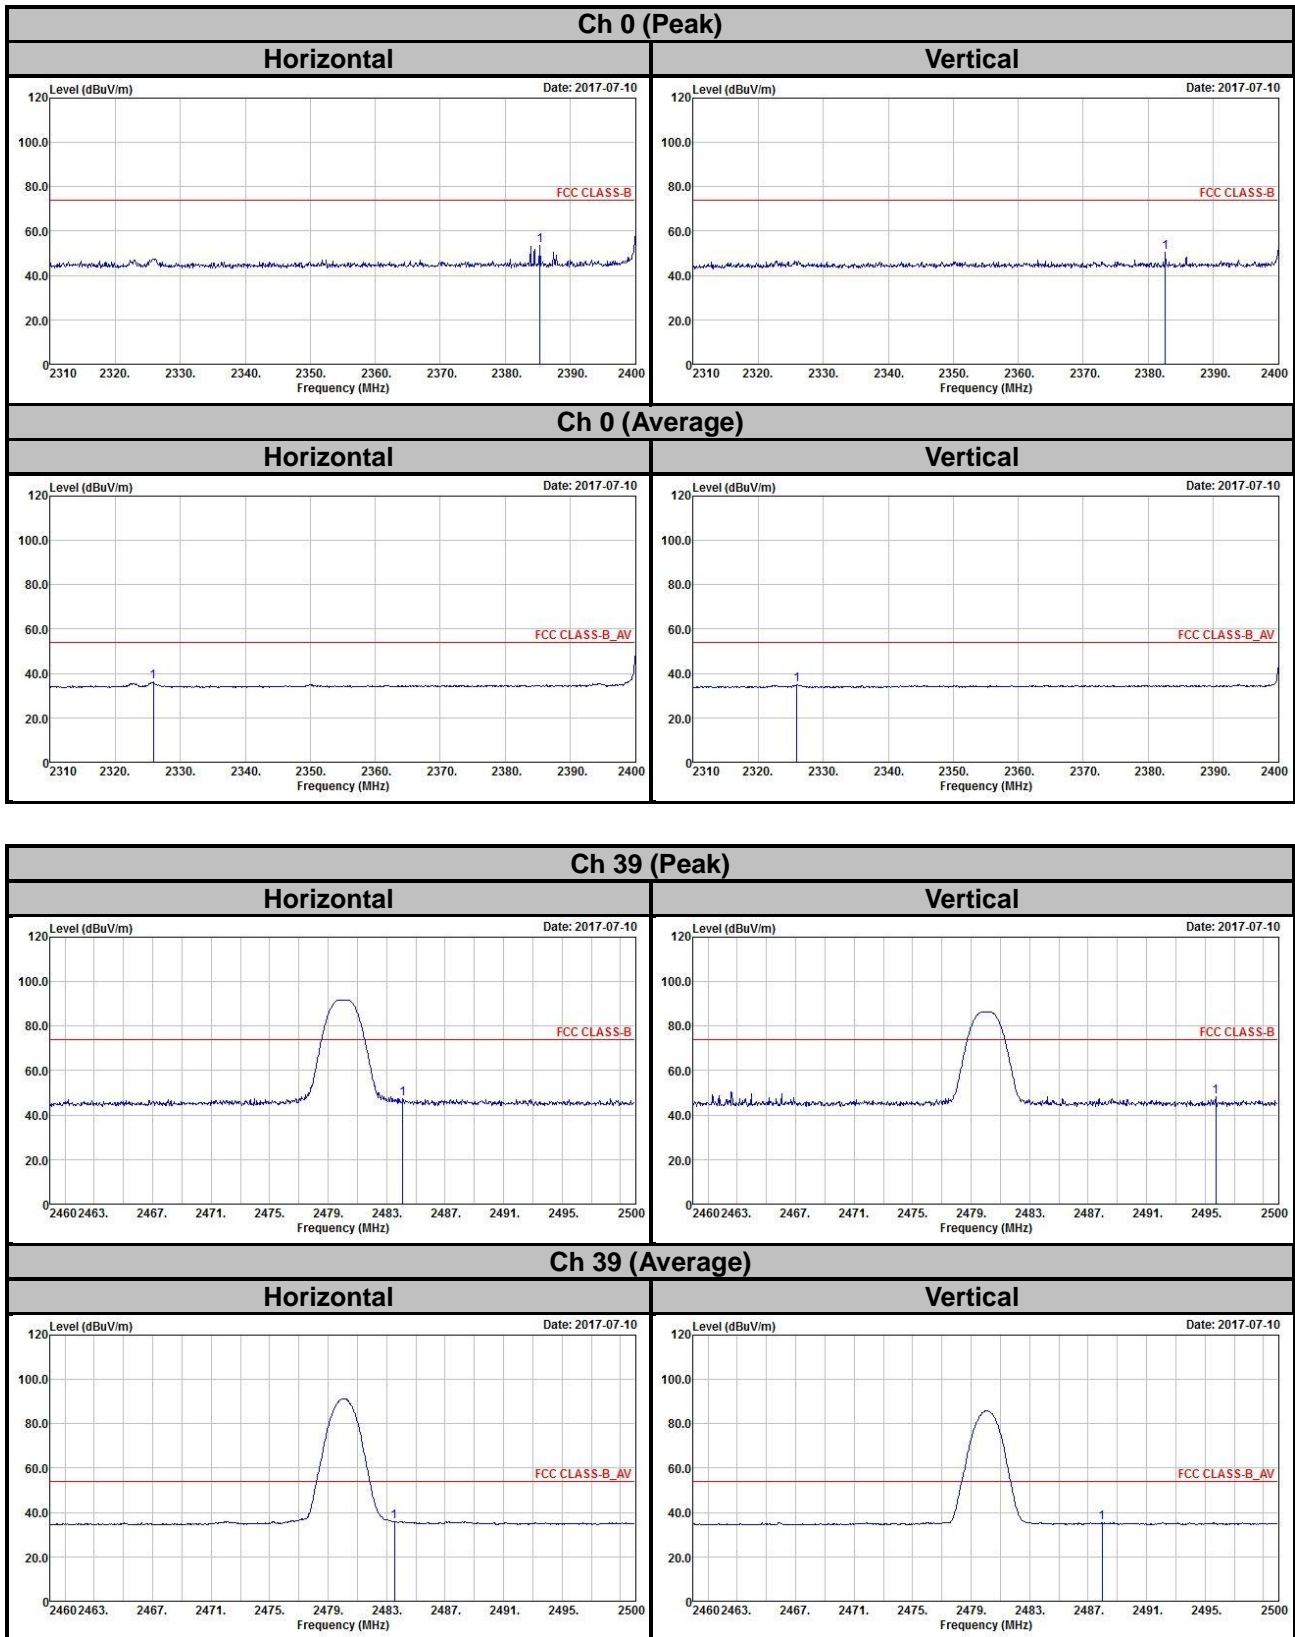 Ch 0 (Peak)
Horizontal
Vertical
Level (dBuV/m)
Date: 2017-07-10
120
100.0
80.0
60.0
40.0
20.0
0
FCC CLASS-B
1
2310 2320. 2330. 2340. 2350. 2360. 2370. 2380. 2390. 2400
Frequency (MHz)
Level (dBuV/m)
Date: 2017-07-10
120
100.0
80.0
60.0
40.0
20.0
0
FCC CLASS-B
1
2310 2320. 2330. 2340. 2350. 2360. 2370. 2380. 2390. 2400
Frequency (MHz)
Ch 0 (Average)
Horizontal
Vertical
Level (dBuV/m)
Date: 2017-07-10
120
100.0
80.0
60.0
40.0
20.0
0
FCC CLASS-B_AV
1
2310 2320. 2330. 2340. 2350. 2360. 2370. 2380. 2390. 2400
Frequency (MHz)
Level (dBuV/m)
Date: 2017-07-10
120
100.0
80.0
60.0
40.0
20.0
0
FCC CLASS-B_AV
1
2310 2320. 2330. 2340. 2350. 2360. 2370. 2380. 2390. 2400
Frequency (MHz)
Ch 39 (Peak)
Horizontal
Vertical
Level (dBuV/m)
Date: 2017-07-10
120
100.0
80.0
60.0
40.0
20.0
0
FCC CLASS-B
1
2460 2463. 2467. 2471. 2475. 2479. 2483. 2487. 2491. 2495. 2500
Frequency (MHz)
Level (dBuV/m)
Date: 2017-07-10
120
100.0
80.0
60.0
40.0
20.0
0
FCC CLASS-B
1
2460 2463. 2467. 2471. 2475. 2479. 2483. 2487. 2491. 2495. 2500
Frequency (MHz)
Ch 39 (Average)
Horizontal
Vertical
Level (dBuV/m)
Date: 2017-07-10
120
100.0
80.0
60.0
40.0
20.0
0
FCC CLASS-B_AV
1
2460 2463. 2467. 2471. 2475. 2479. 2483. 2487. 2491. 2495. 2500
Frequency (MHz)
Level (dBuV/m)
Date: 2017-07-10
120
100.0
80.0
60.0
40.0
20.0
0
FCC CLASS-B_AV
1
2460 2463. 2467. 2471. 2475. 2479. 2483. 2487. 2491. 2495. 2500
Frequency (MHz)